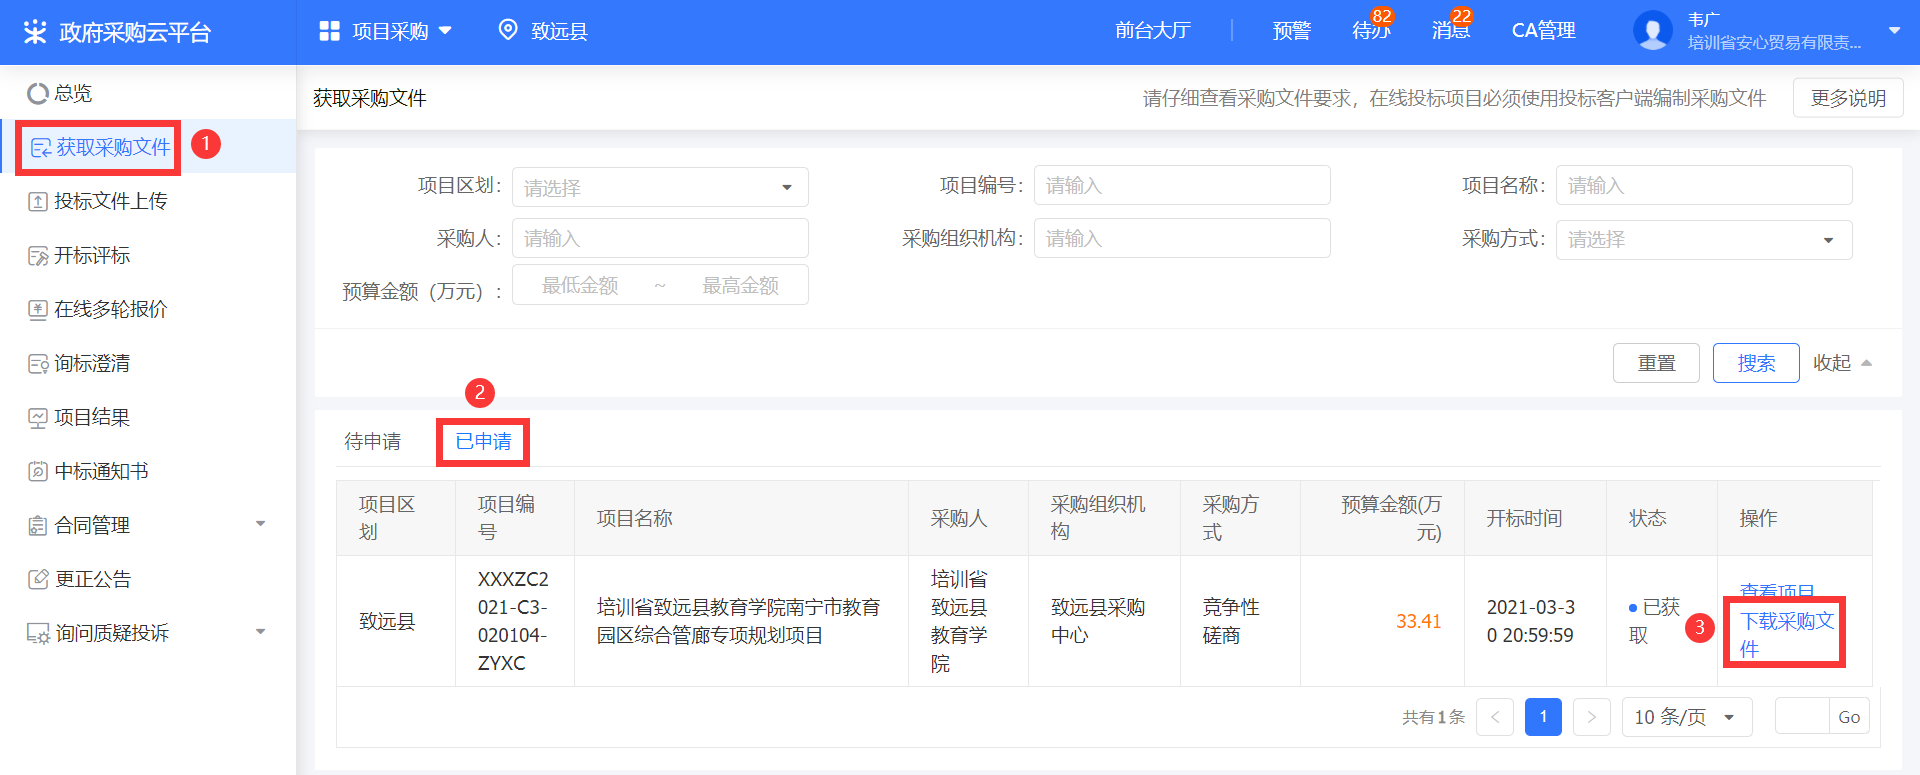 政府采购云平台
项目采购
致远县
前台大厅
预警
待办
82
消息
22
CA管理
韦广
培训省安心贸易有限责...
总览
获取采购文件
1
投标文件上传
开标评标
在线多轮报价
询标澄清
项目结果
中标通知书
合同管理
更正公告
询问质疑投诉
获取采购文件
请仔细查看采购文件要求，在线投标项目必须使用投标客户端编制采购文件
更多说明
项目区划：
请选择
项目编号：
请输入
项目名称：
请输入
采购人：
请输入
采购组织机构：
请输入
采购方式：
请选择
预算金额（万元）：
最低金额 ~ 最高金额
重置
搜索
收起
2
待申请
已申请
项目区
划
项目编
号
项目名称
采购人
采购组织机
构
采购方
式
预算金额(万
元)
开标时间
状态
操作
致远县
XXXZC2
021-C3-
020104-
ZYXC
培训省致远县教育学院南宁市教育
园区综合管廊专项规划项目
培训省
致远县
教育学
院
致远县采购
中心
竞争性
磋商
33.41
2021-03-3
0 20:59:59
已获
取
查看项目
3
下载采购文
件
共有1条
<
1
>
10 条/页
Go